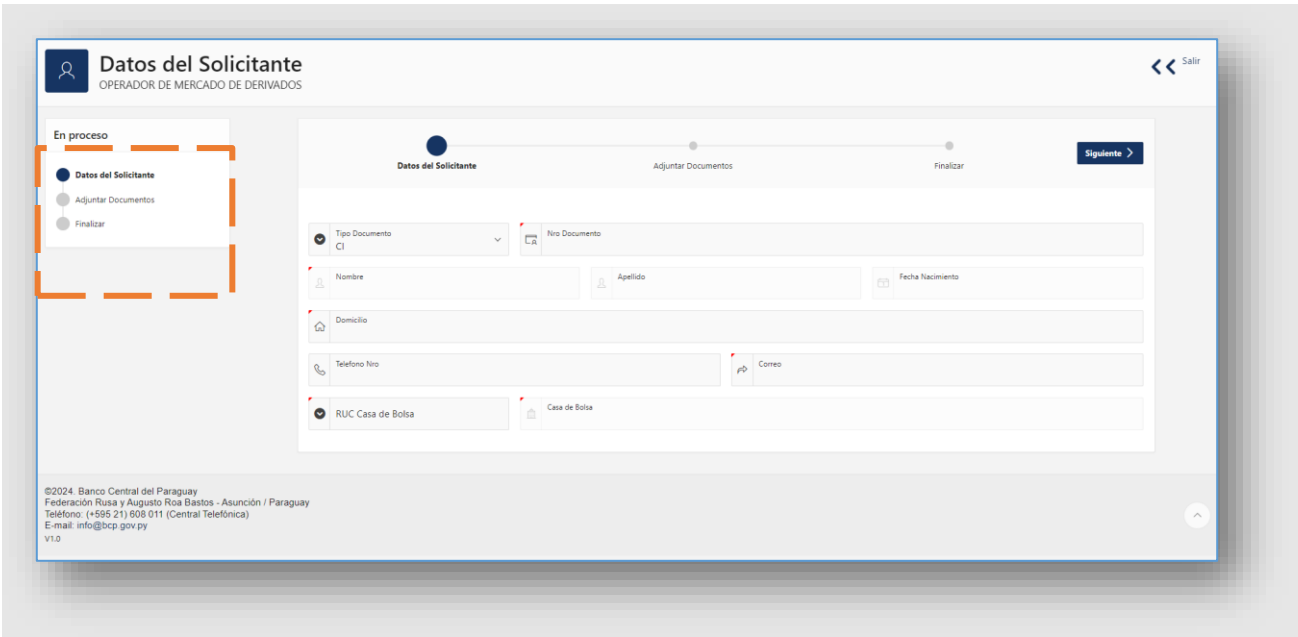 Datos del Solicitante
OPERADOR DE MERCADO DE DERIVADOS
Salir
En proceso
Datos del Solicitante
Adjuntar Documentos
Finalizar
Datos del Solicitante
Adjuntar Documentos
Finalizar
Siguiente
Tipo Documento
CI
Nro Documento
Nombre
Apellido
Fecha Nacimiento
Domicilio
Telefono Nro
Correo
RUC Casa de Bolsa
Casa de Bolsa
©2024. Banco Central del Paraguay
Federación Rusa y Augusto Roa Bastos - Asunción / Paraguay
Teléfono: (+595 21) 608 011 (Central Telefónica)
E-mail: info@bcp.gov.py
V1.0